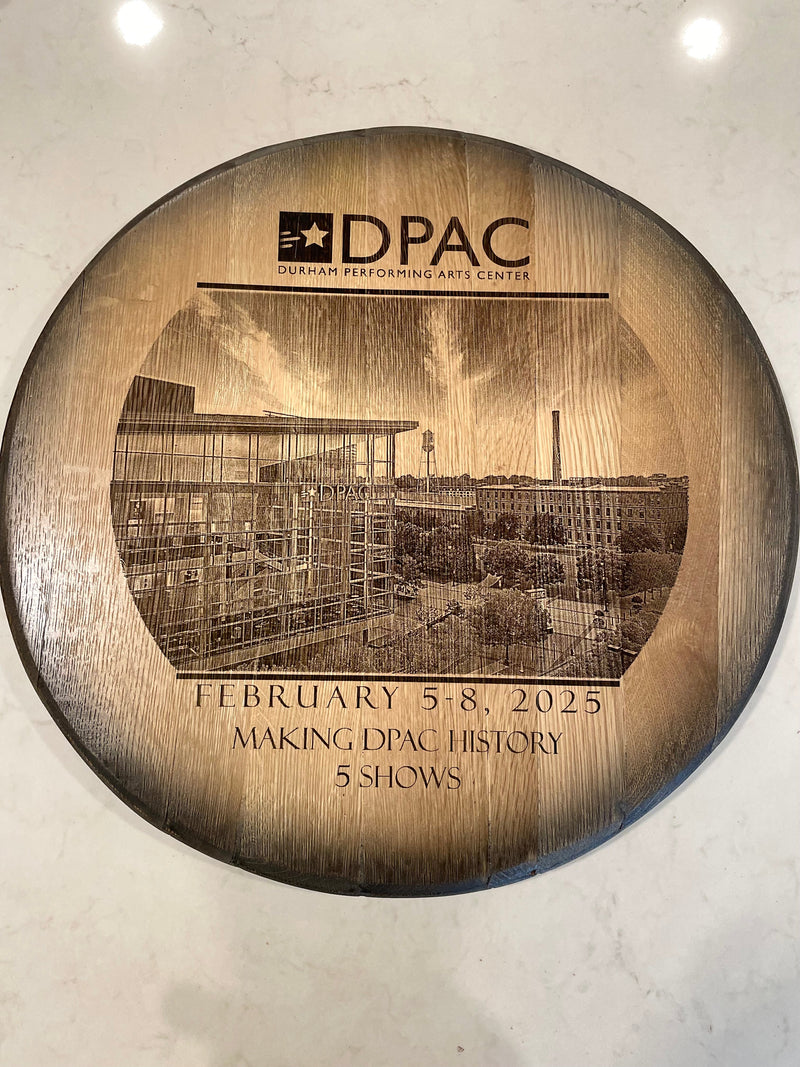 DPAC
DURHAM PERFORMING ARTS CENTER
DPAC
FEBRUARY 5-8, 2025
MAKING DPAC HISTORY
5 SHOWS